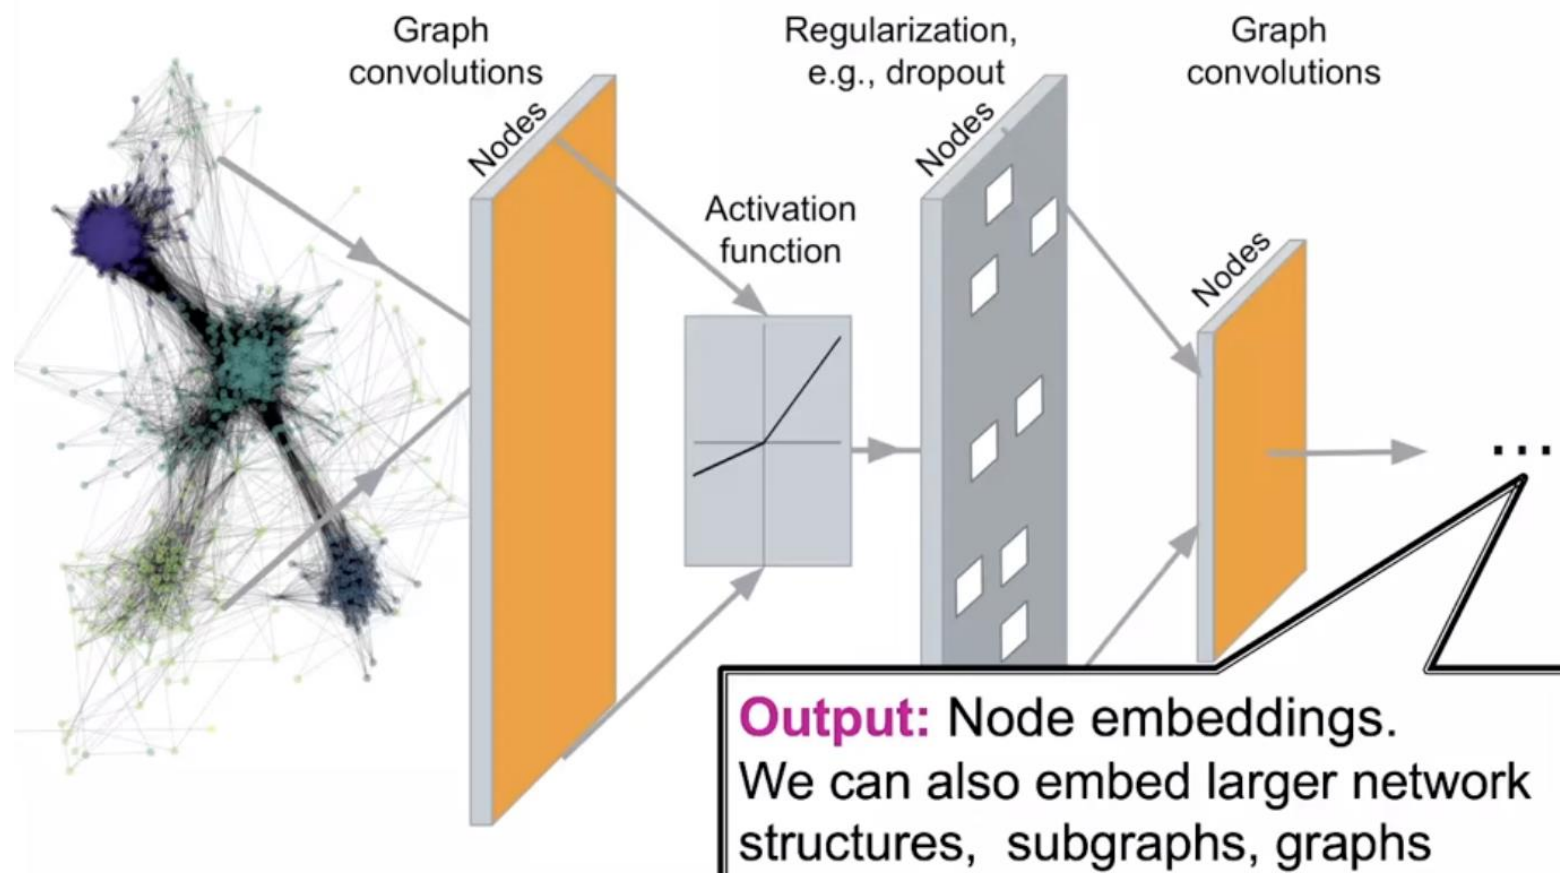 Graph
convolutions
Nodes
Activation
function
Regularization,
e.g., dropout
Nodes
Graph
convolutions
Nodes
...
Output: Node embeddings.
We can also embed larger network
structures, subgraphs, graphs